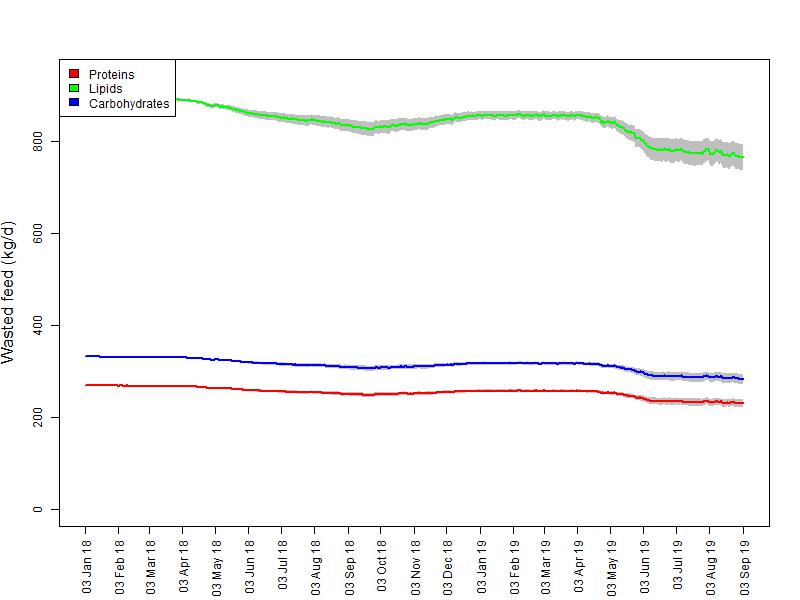 Proteins
Lipids
Carbohydrates
Wasted feed (kg/d)
800
600
400
200
0
03 Jan 18
03 Feb 18
03 Mar 18
03 Apr 18
03 May 18
03 Jun 18
03 Jul 18
03 Aug 18
03 Sep 18
03 Oct 18
03 Nov 18
03 Dec 18
03 Jan 19
03 Feb 19
03 Mar 19
03 Apr 19
03 May 19
03 Jun 19
03 Jul 19
03 Aug 19
03 Sep 19